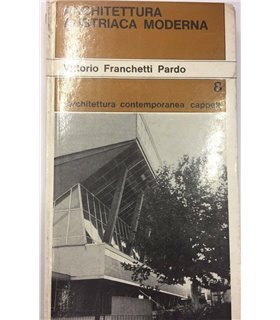 ARCHITETTURA
AUSTRIACA MODERNA
Vittorio Franchetti Pardo
8
architettura contemporanea cappelli